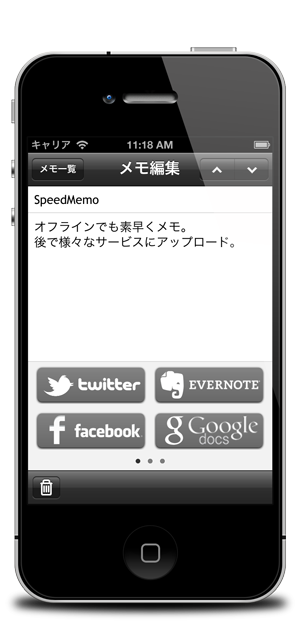 キャリア 11:18 AM
メモ一覧 メモ編集
SpeedMemo
オフラインでも素早くメモ。
後で様々なサービスにアップロード。
twitter EVERNOTE
facebook Google docs